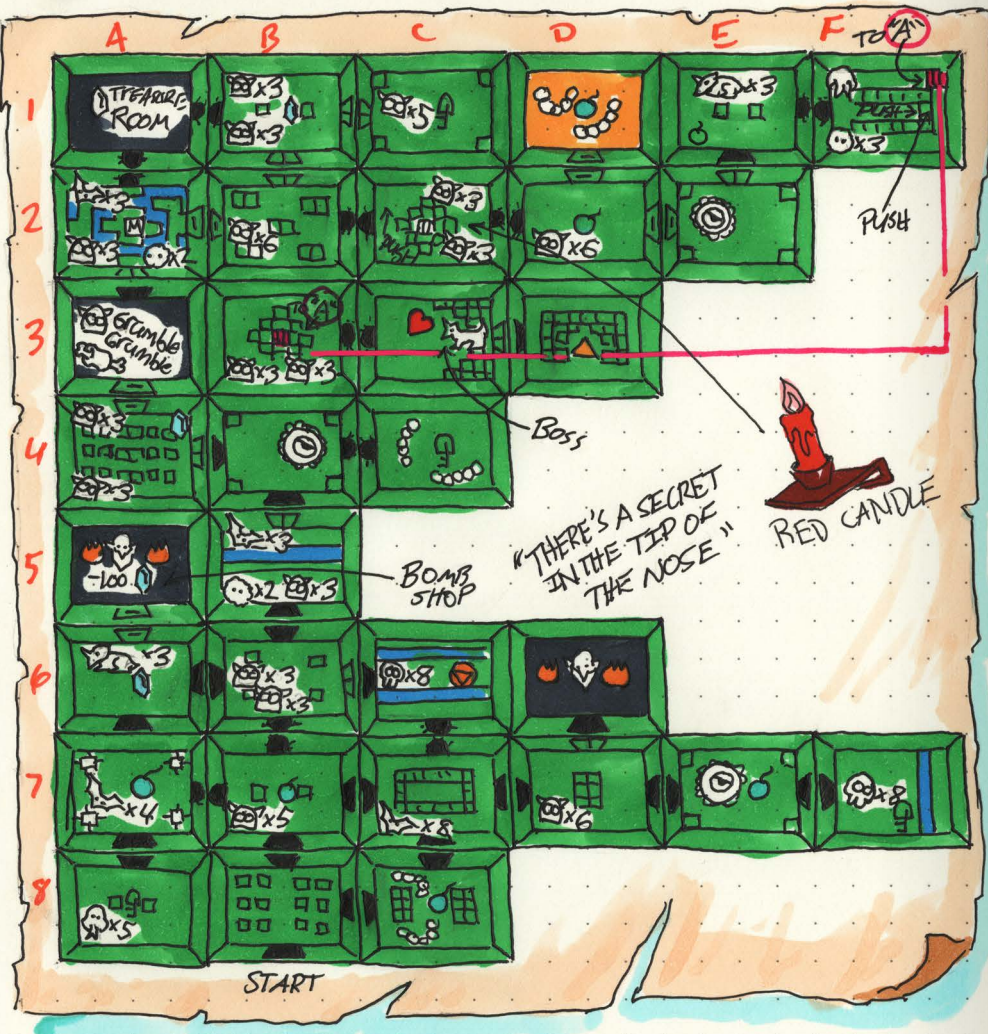 A B C D E F TO "A"
1
TREASURE
ROOM
x3
x3
x5
x3
PUSH→
x3
PUSH
2
x3
x3
x2
x6
PUSH
x3
x3
x6
3
Grumble
Grumble
x3
x3
BOSS
4
x3
x3
"THERE'S A SECRET
IN THE TIP OF
THE NOSE"
RED CANDLE
5
-100
x3
x2
x3
BOMB
SHOP
6
x3
x3
x3
x8
7
x4
x5
x8
x6
x8
8
x5
START